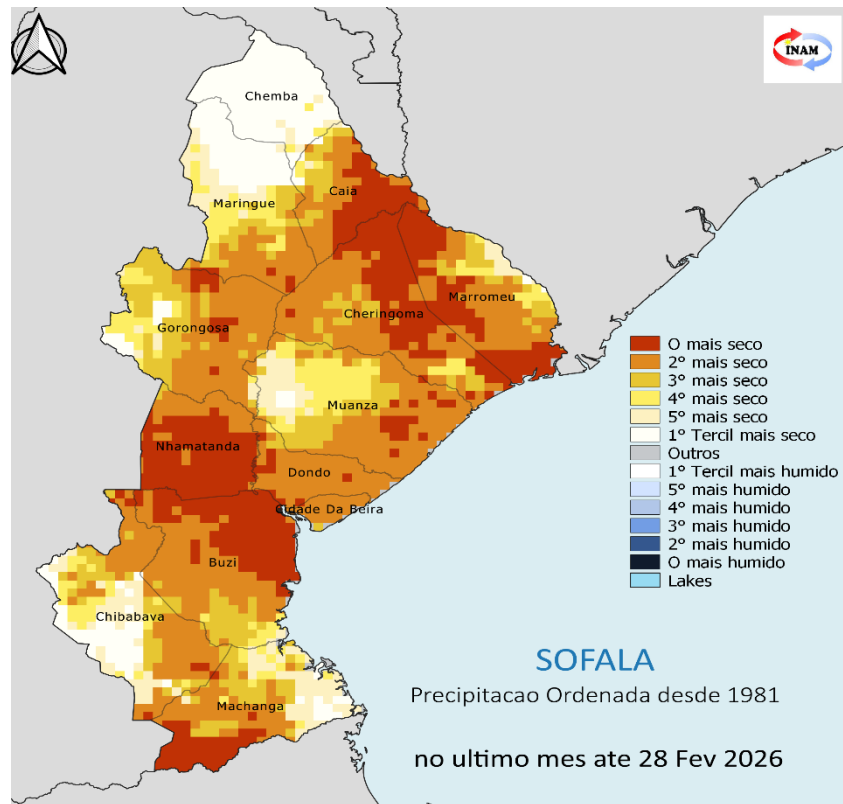 INAM
Chemba
Caia
Maringue
Marromeu
Cheringoma
Gorongosa
Muanza
Nhamatanda
Dondo
Cidade Da Beira
Buzi
Chibabava
Machanga
O mais seco
2º mais seco
3º mais seco
4º mais seco
5º mais seco
1º Tercil mais seco
Outros
1º Tercil mais humido
5º mais humido
4º mais humido
3º mais humido
2º mais humido
O mais humido
Lakes
SOFALA
Precipitacao Ordenada desde 1981
no ultimo mes ate 28 Fev 2026